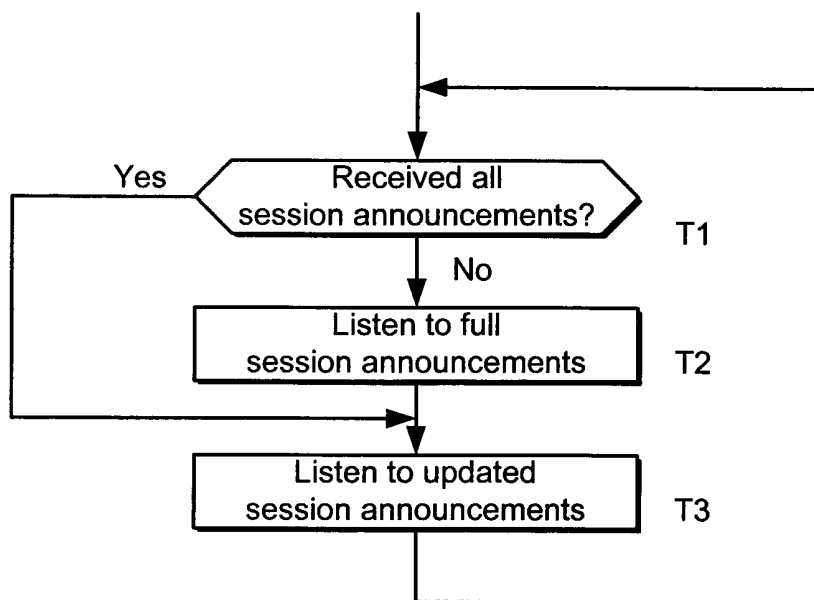 Yes
Received all
session announcements?
T1
No
Listen to full
session announcements
T2
Listen to updated
session announcements
T3